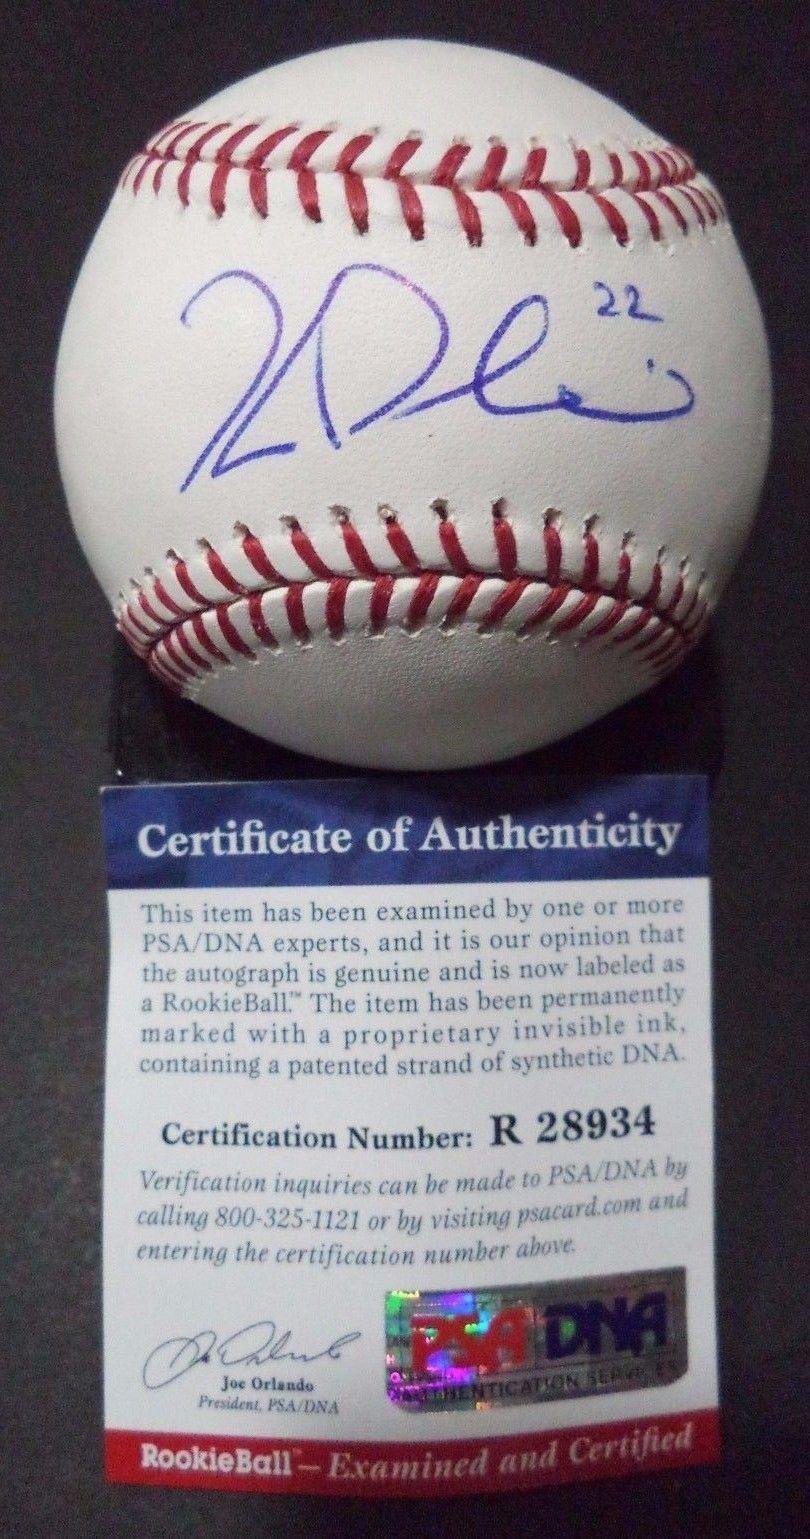 22
Certificate of Authenticity
This item has been examined by one or more
PSA/DNA experts, and it is our opinion that
the autograph is genuine and is now labeled as
a RookieBall.™ The item has been permanently
marked with a proprietary invisible ink,
containing a patented strand of synthetic DNA.
Certification Number: R 28934
Verification inquiries can be made to PSA/DNA by
calling 800-325-1121 or by visiting psacard.com and
entering the certification number above.
Joe Orlando
President, PSA/DNA
PSA DNA
AUTHENTICATION SERVICES
RookieBall™ — Examined and Certified